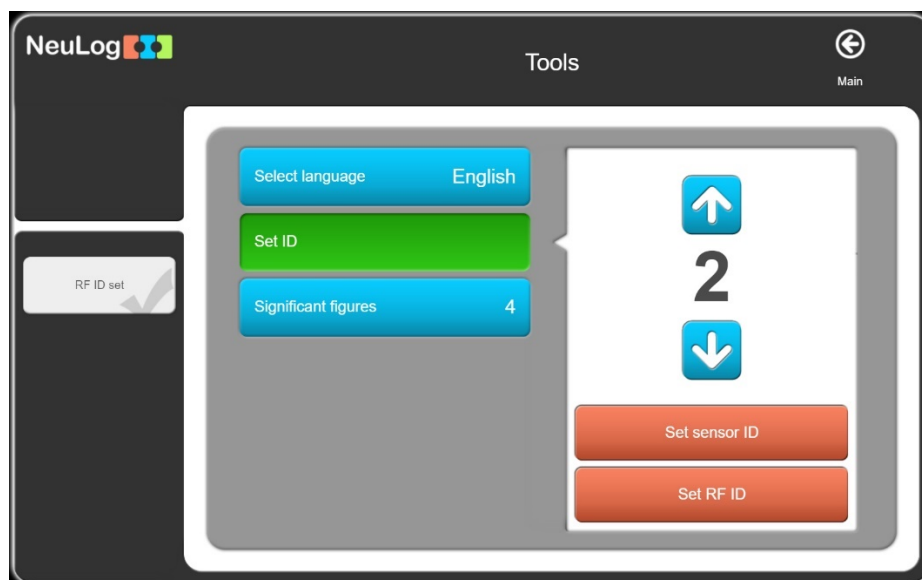 NeuLog
Tools
Main
RF ID set
Select language English
Set ID
Significant figures 4
2
Set sensor ID
Set RF ID